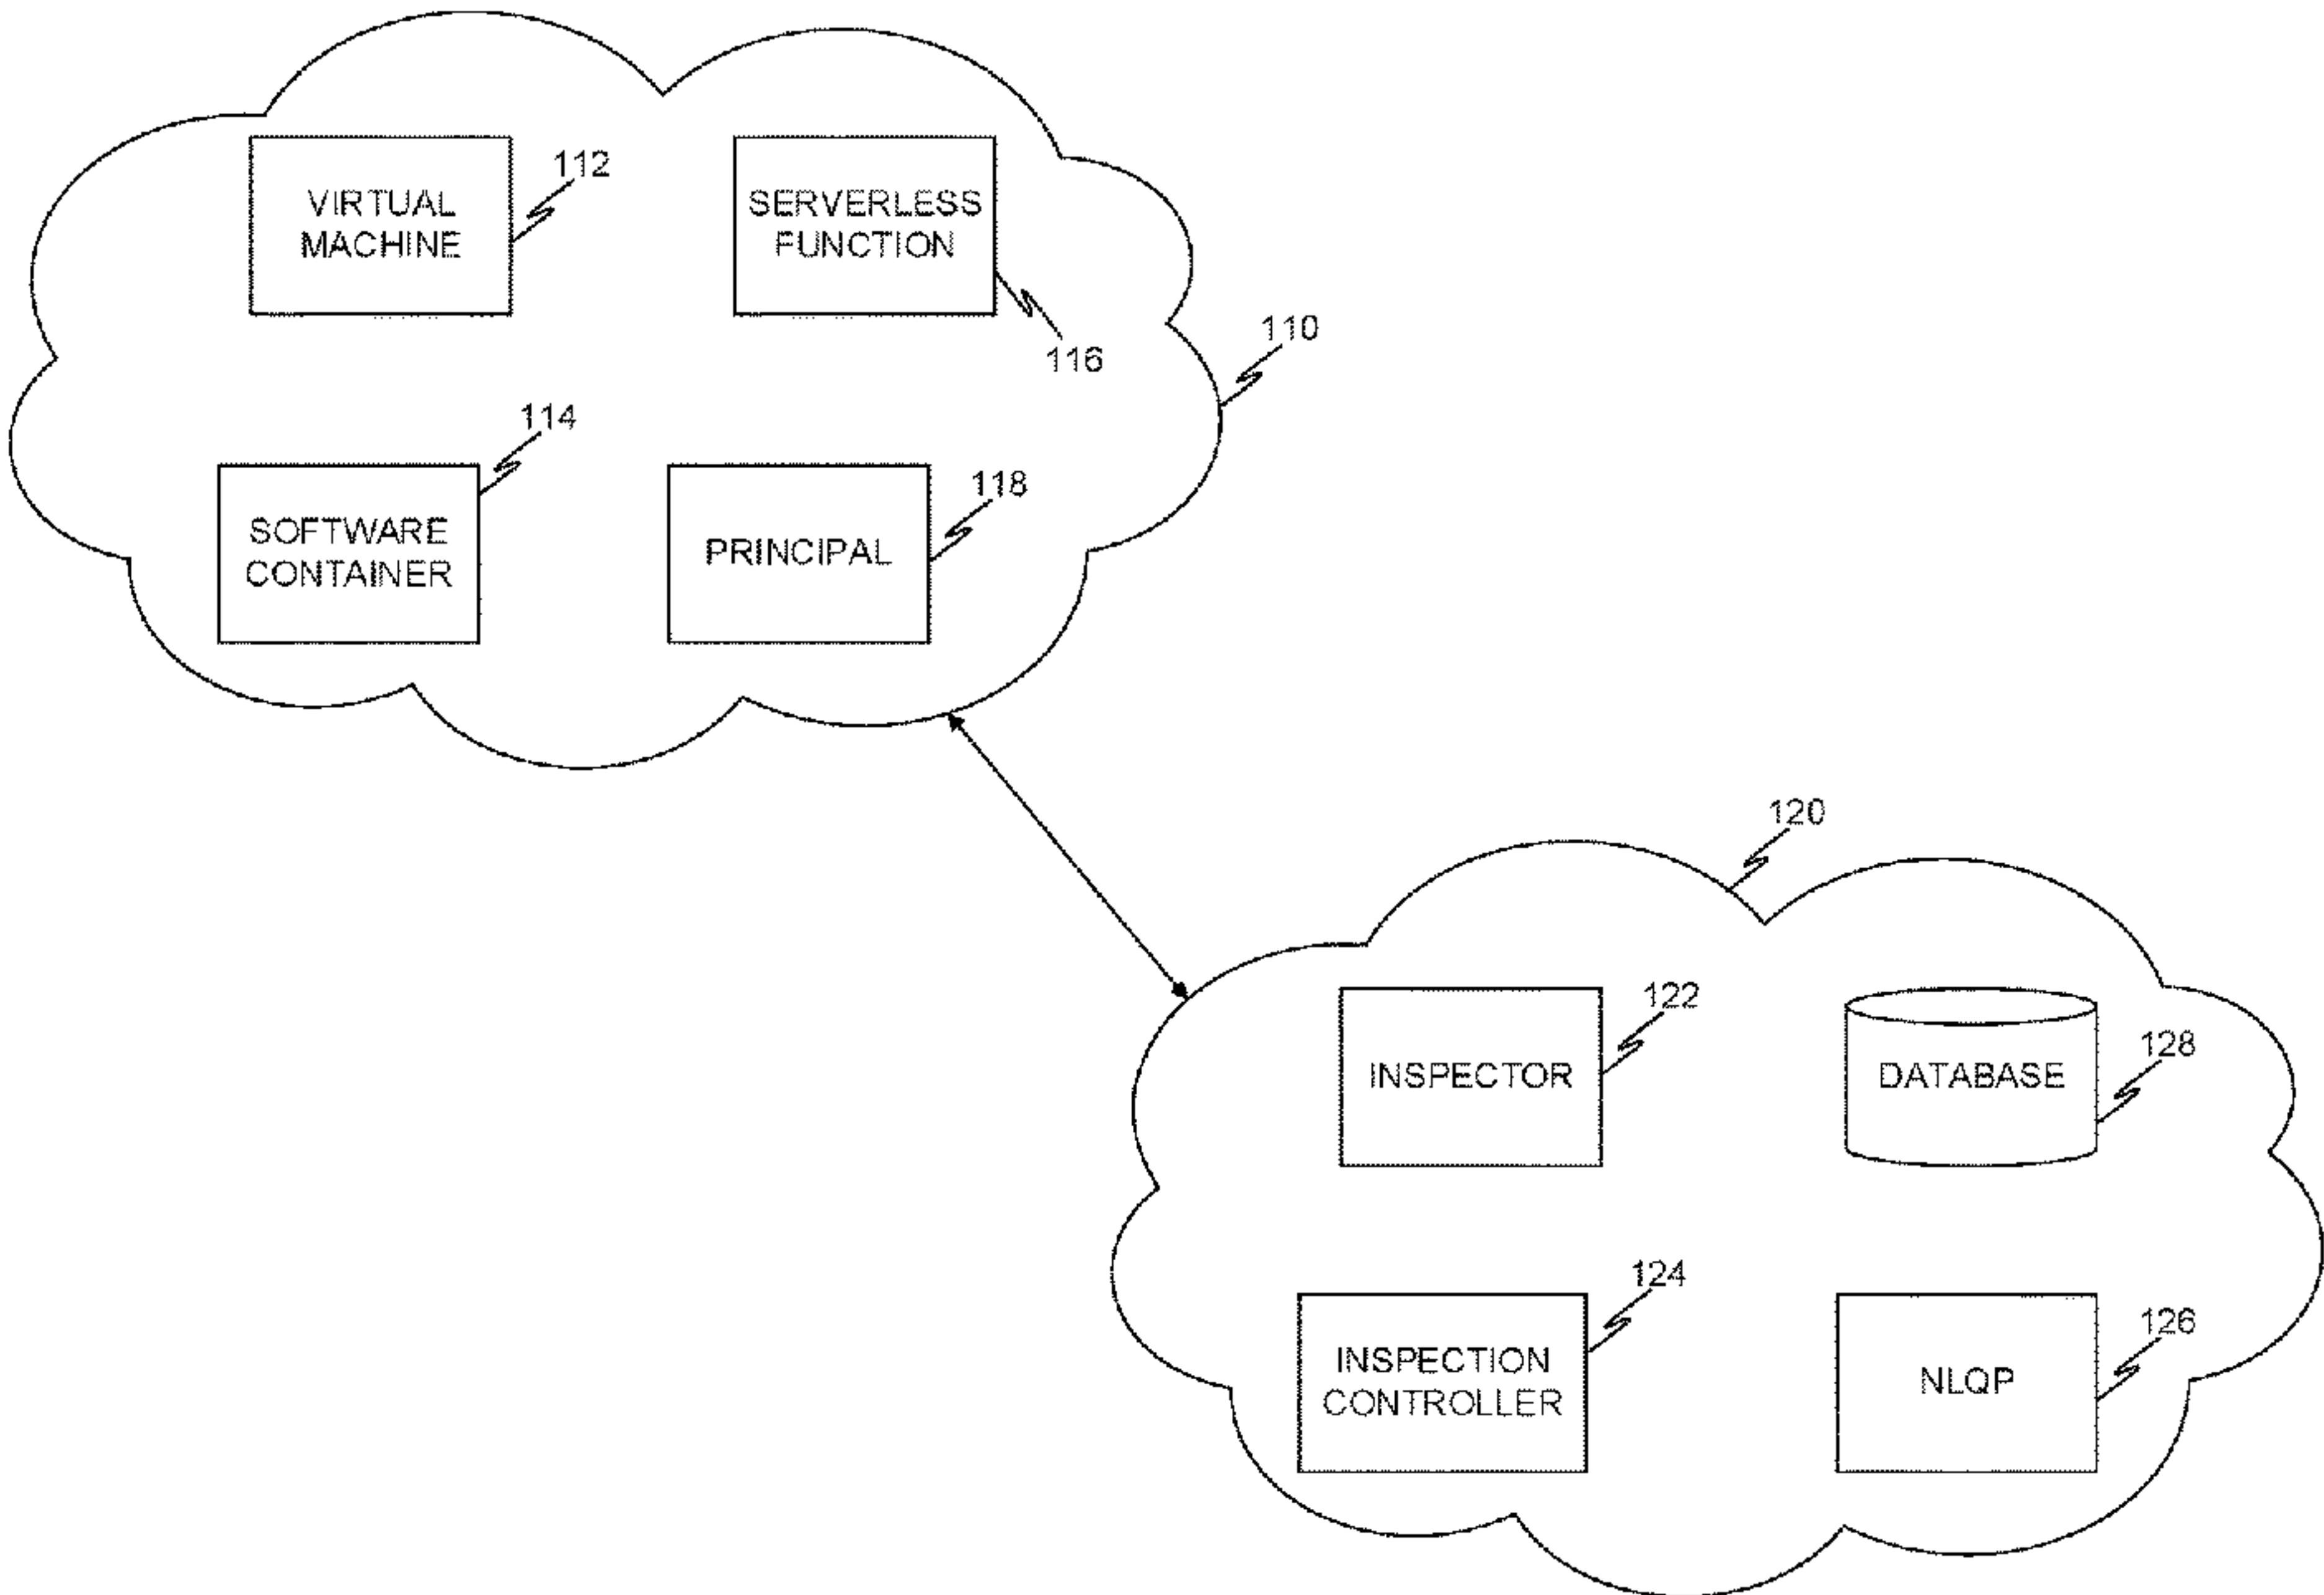 VIRTUAL
MACHINE
112
SERVERLESS
FUNCTION
116
110
SOFTWARE
CONTAINER
114
PRINCIPAL
118
120
INSPECTOR
122
DATABASE
128
INSPECTION
CONTROLLER
124
NLQP
126